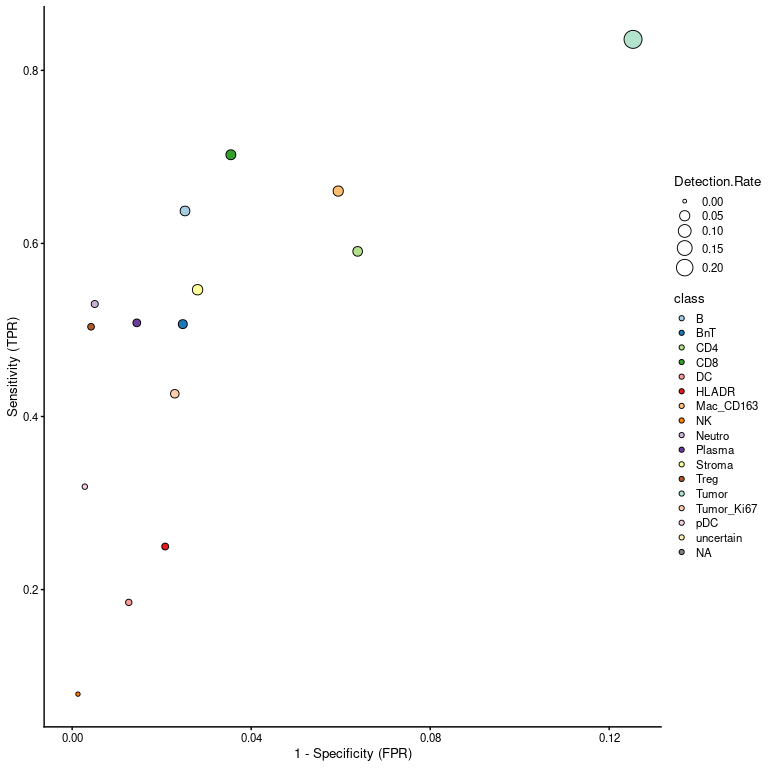 Sensitivity (TPR)
0.8
0.6
0.4
0.2
0.00
0.04
0.08
0.12
1 - Specificity (FPR)
Detection.Rate
0.00
0.05
0.10
0.15
0.20
class
B
BnT
CD4
CD8
DC
HLADR
Mac_CD163
NK
Neutro
Plasma
Stroma
Treg
Tumor
Tumor_Ki67
pDC
uncertain
NA